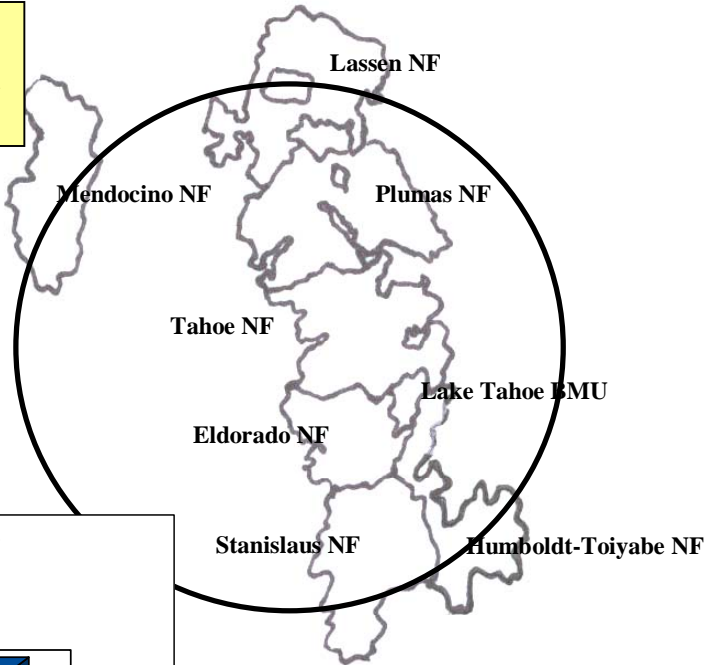 Lassen NF
Mendocino NF
Plumas NF
Tahoe NF
Lake Tahoe BMU
Eldorado NF
Stanislaus NF
Humboldt-Toiyabe NF